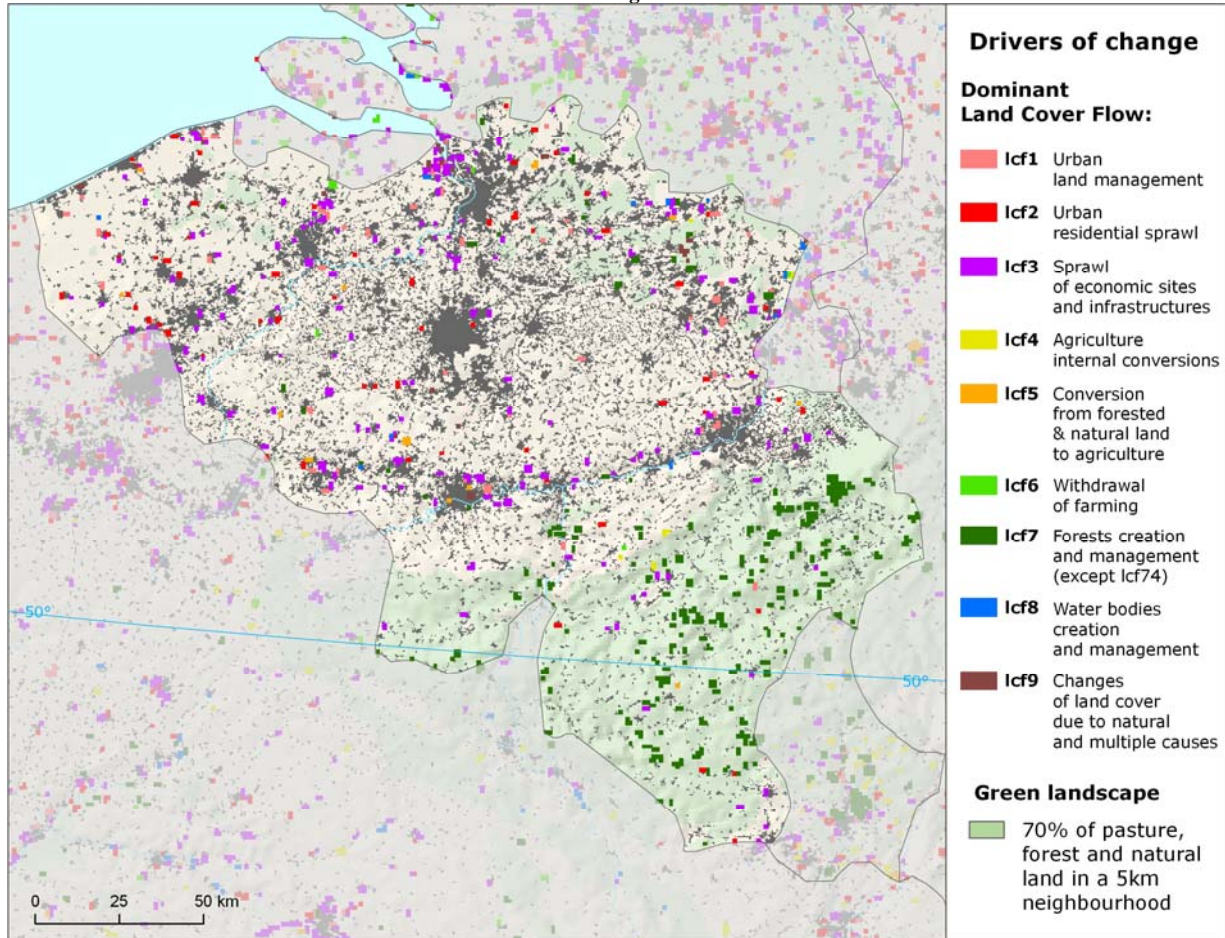 Drivers of change
Dominant
Land Cover Flow:
lcf1 Urban
land management
lcf2 Urban
residential sprawl
lcf3 Sprawl
of economic sites
and infrastructures
lcf4 Agriculture
internal conversions
lcf5 Conversion
from forested
& natural land
to agriculture
lcf6 Withdrawal
of farming
lcf7 Forests creation
and management
(except lcf74)
lcf8 Water bodies
creation
and management
lcf9 Changes
of land cover
due to natural
and multiple causes
Green landscape
70% of pasture,
forest and natural
land in a 5km
neighbourhood
50°
50°
0 25 50 km